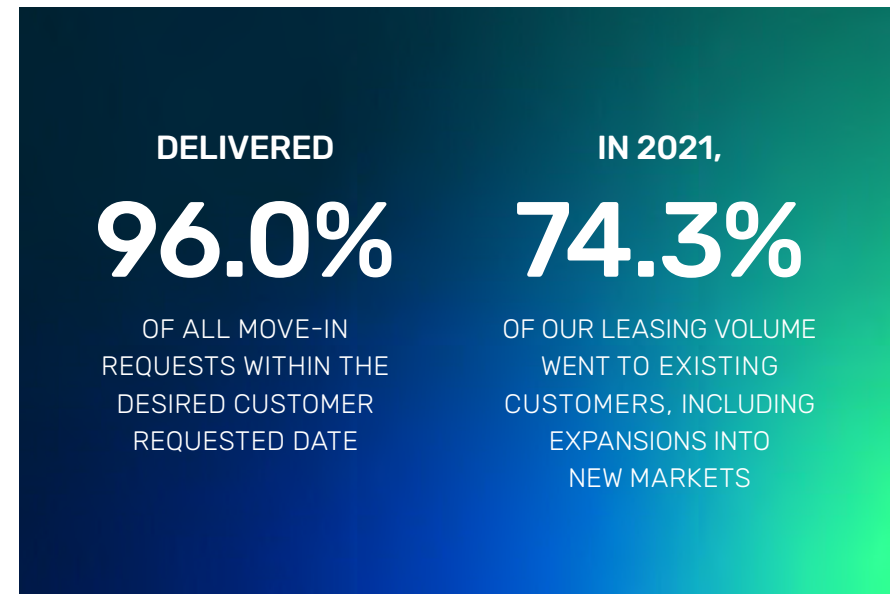 DELIVERED
96.0%
OF ALL MOVE-IN
REQUESTS WITHIN THE
DESIRED CUSTOMER
REQUESTED DATE
IN 2021,
74.3%
OF OUR LEASING VOLUME
WENT TO EXISTING
CUSTOMERS, INCLUDING
EXPANSIONS INTO
NEW MARKETS